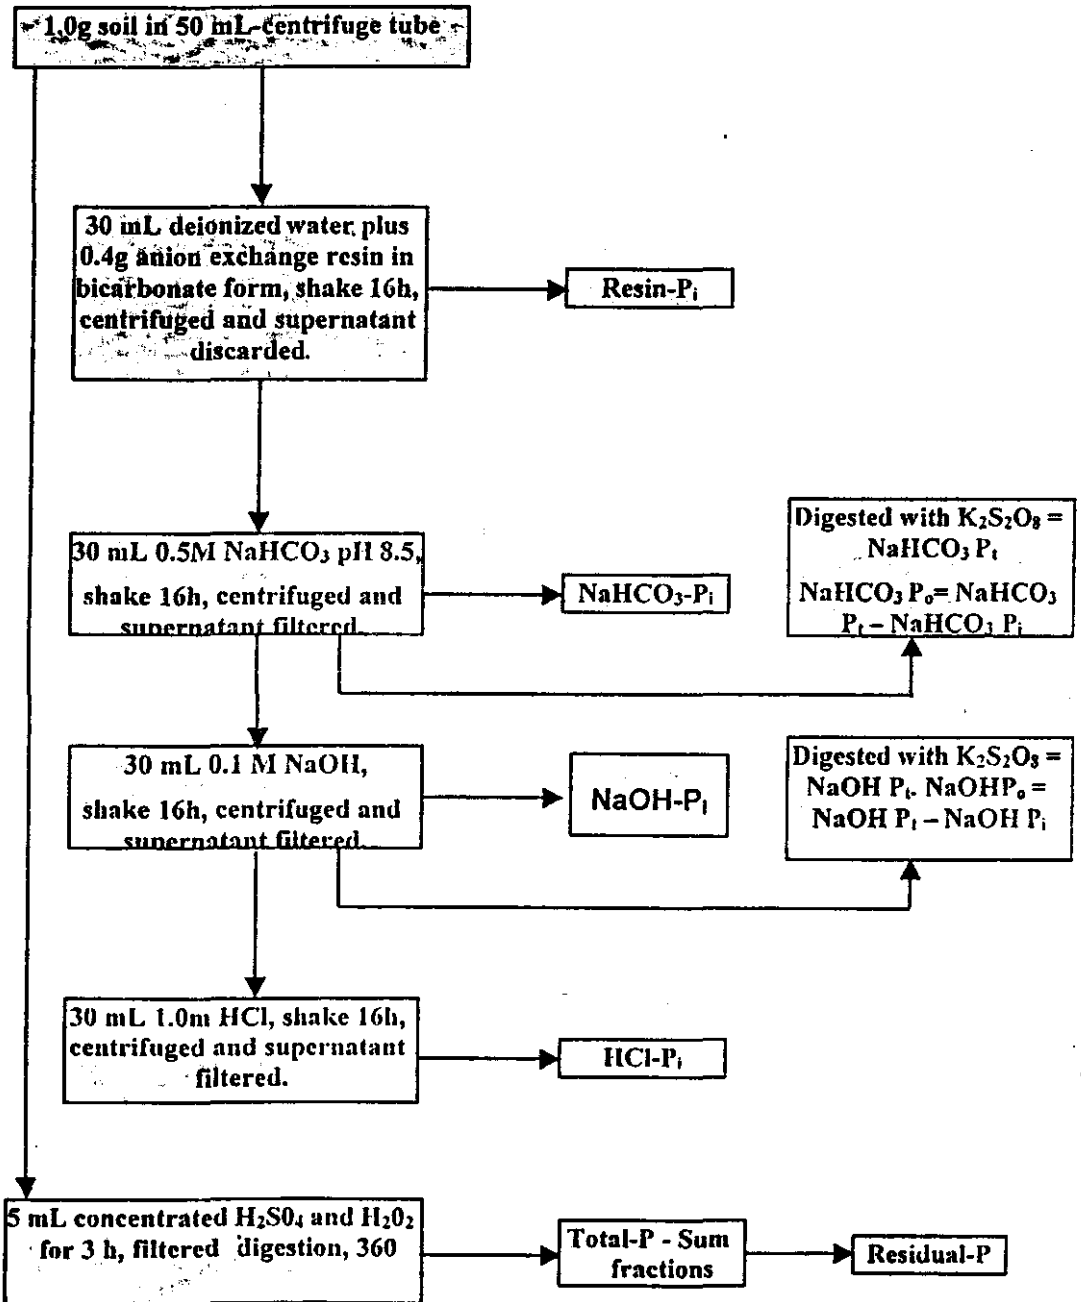 1.0g soil in 50 mL-centrifuge tube
30 mL deionized water, plus
0.4g anion exchange resin in
bicarbonate form, shake 16h,
centrifuged and supernatant
discarded.
Resin-Pᵢ
30 mL 0.5M NaHCO₃ pH 8.5,
shake 16h, centrifuged and
supernatant filtered.
NaHCO₃-Pᵢ
Digested with K₂S₂O₈ =
NaHCO₃ Pₜ
NaHCO₃ Pₒ= NaHCO₃
Pₜ – NaHCO₃ Pᵢ
30 mL 0.1 M NaOH,
shake 16h, centrifuged and
supernatant filtered.
NaOH-Pᵢ
Digested with K₂S₂O₈ =
NaOH Pₜ. NaOHPₒ =
NaOH Pₜ – NaOH Pᵢ
30 mL 1.0m HCl, shake 16h,
centrifuged and supernatant
filtered.
HCl-Pᵢ
5 mL concentrated H₂S0₄ and H₂0₂
for 3 h, filtered digestion, 360
Total-P - Sum
fractions
Residual-P